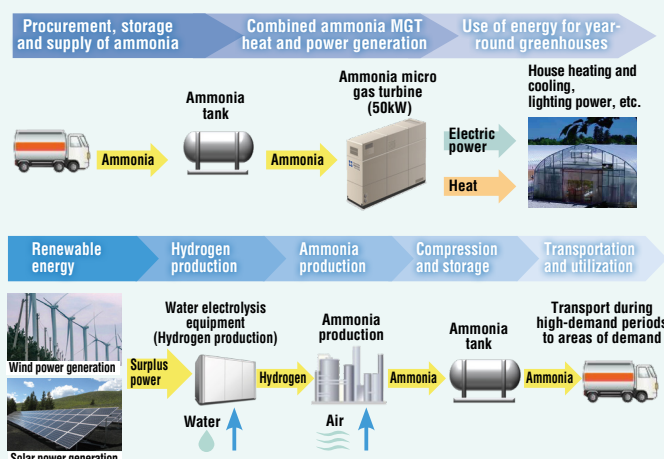 Procurement, storage
and supply of ammonia
Combined ammonia MGT
heat and power generation
Use of energy for year-
round greenhouses
Ammonia
tank
Ammonia micro
gas turbine
(50kW)
House heating and
cooling,
lighting power, etc.
Ammonia
Ammonia
Electric
power
Heat
Renewable
energy
Hydrogen
production
Ammonia
production
Compression
and storage
Transportation
and utilization
Wind power generation
Solar power generation
Surplus
power
Water electrolysis
equipment
(Hydrogen production)
Water
Hydrogen
Ammonia
production
Air
Ammonia
Ammonia
tank
Ammonia
Transport during
high-demand periods
to areas of demand